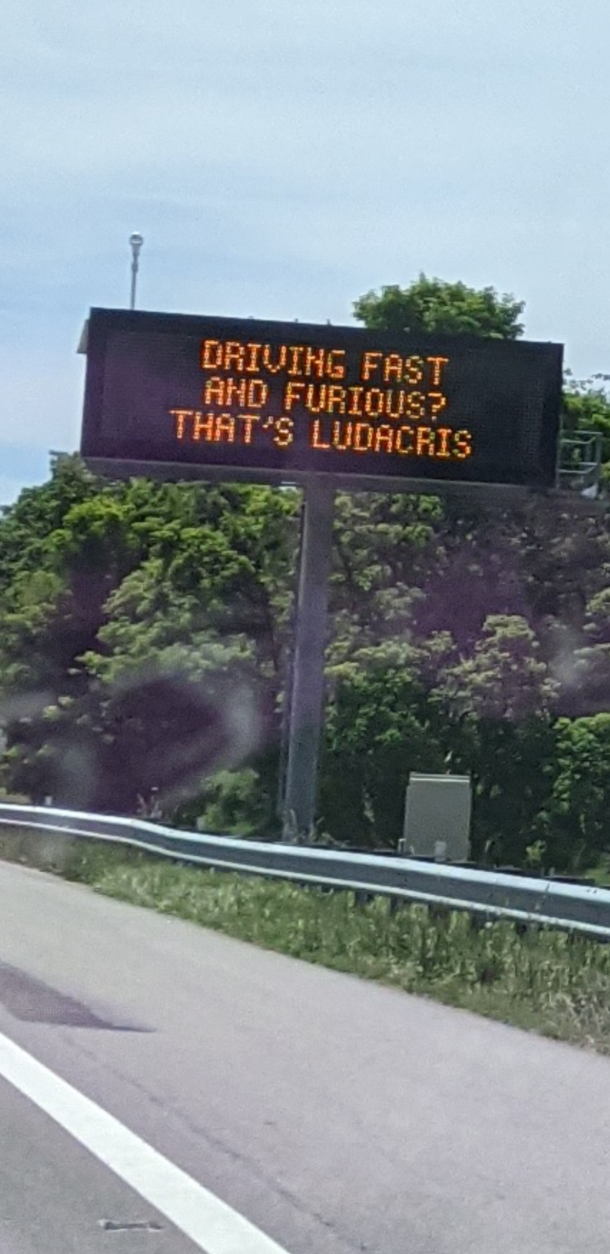 DRIVING FAST
AND FURIOUS?
THAT'S LUDACRIS